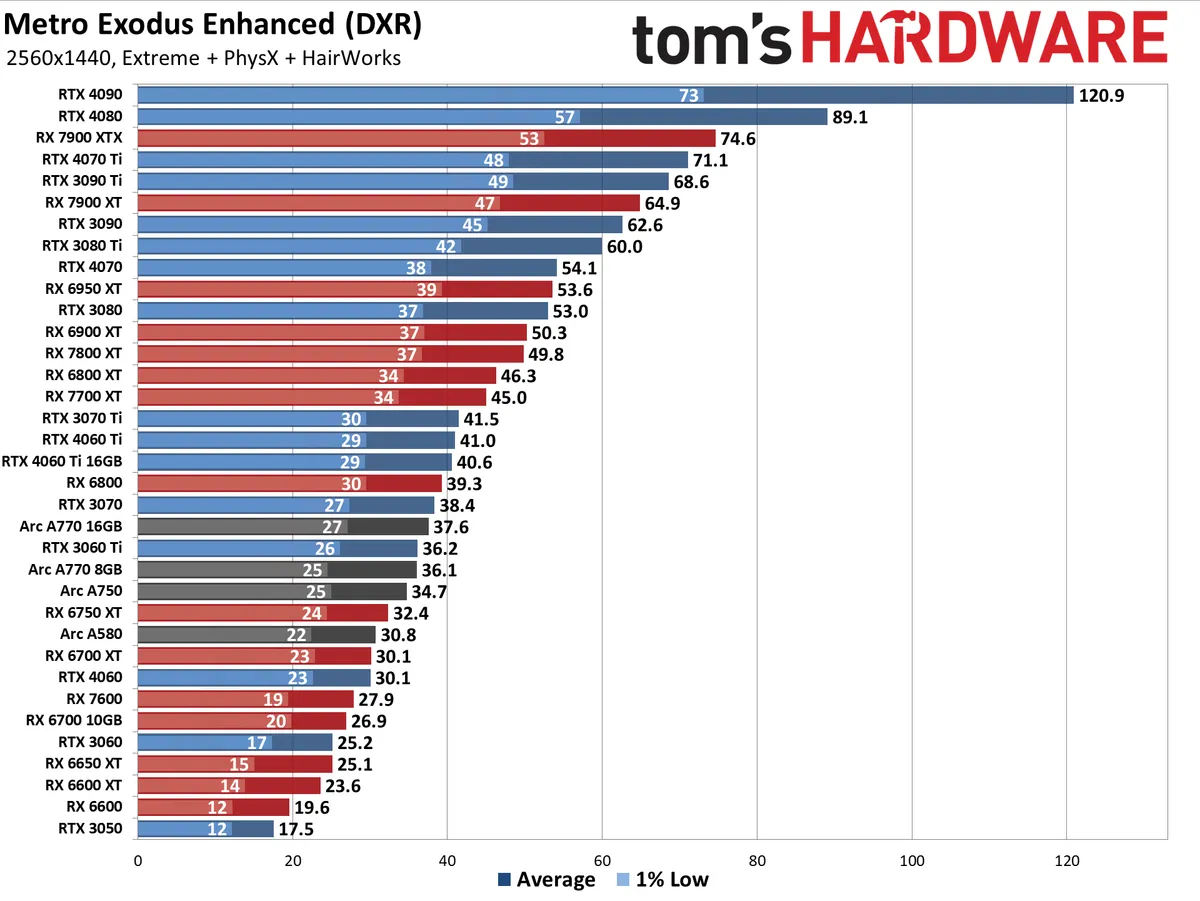 Metro Exodus Enhanced (DXR)
2560x1440, Extreme + PhysX + HairWorks
tom's HARDWARE
RTX 4090 73 120.9
RTX 4080 57 89.1
RX 7900 XTX 53 74.6
RTX 4070 Ti 48 71.1
RTX 3090 Ti 49 68.6
RX 7900 XT 47 64.9
RTX 3090 45 62.6
RTX 3080 Ti 42 60.0
RTX 4070 38 54.1
RX 6950 XT 39 53.6
RTX 3080 37 53.0
RX 6900 XT 37 50.3
RX 7800 XT 37 49.8
RX 6800 XT 34 46.3
RX 7700 XT 34 45.0
RTX 3070 Ti 30 41.5
RTX 4060 Ti 29 41.0
RTX 4060 Ti 16GB 29 40.6
RX 6800 30 39.3
RTX 3070 27 38.4
Arc A770 16GB 27 37.6
RTX 3060 Ti 26 36.2
Arc A770 8GB 25 36.1
Arc A750 25 34.7
RX 6750 XT 24 32.4
Arc A580 22 30.8
RX 6700 XT 23 30.1
RTX 4060 23 30.1
RX 7600 19 27.9
RX 6700 10GB 20 26.9
RTX 3060 17 25.2
RX 6650 XT 15 25.1
RX 6600 XT 14 23.6
RX 6600 12 19.6
RTX 3050 12 17.5
0 20 40 60 80 100 120
Average 1% Low